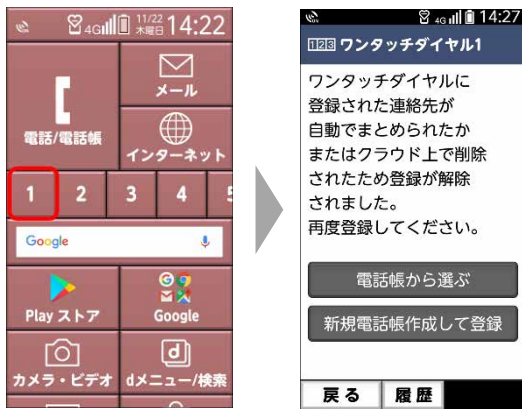 4G 11/22 木曜日 14:22
電話/電話帳
メール
インターネット
1 2 3 4
Google
Play ストア
Google
カメラ・ビデオ
dメニュー/検索
4G 14:27
123 ワンタッチダイヤル1
ワンタッチダイヤルに
登録された連絡先が
自動でまとめられたか
またはクラウド上で削除
されたため登録が解除
されました。
再度登録してください。
電話帳から選ぶ
新規電話帳作成して登録
戻る 履歴